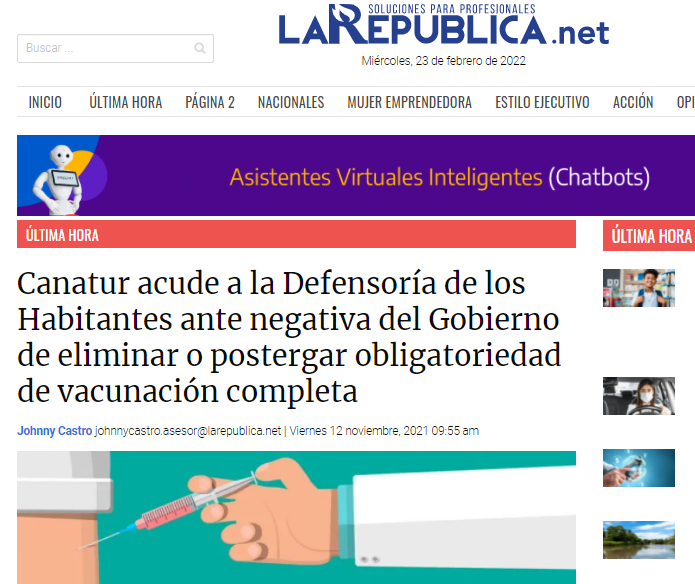 SOLUCIONES PARA PROFESIONALES
LAREPUBLICA.net
Buscar ...
Miércoles, 23 de febrero de 2022
INICIO ÚLTIMA HORA PÁGINA 2 NACIONALES MUJER EMPRENDEDORA ESTILO EJECUTIVO ACCIÓN OPI
Asistentes Virtuales Inteligentes (Chatbots)
ÚLTIMA HORA
Canatur acude a la Defensoría de los
Habitantes ante negativa del Gobierno
de eliminar o postergar obligatoriedad
de vacunación completa
Johnny Castro johnnycastro.asesor@larepublica.net | Viernes 12 noviembre, 2021 09:55 am
ÚLTIMA HORA